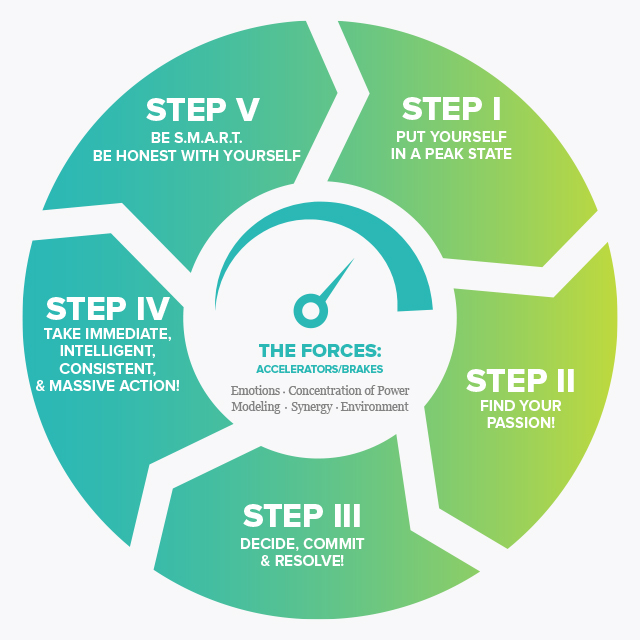 STEP I
PUT YOURSELF
IN A PEAK STATE
STEP II
FIND YOUR
PASSION!
STEP III
DECIDE, COMMIT
& RESOLVE!
STEP IV
TAKE IMMEDIATE,
INTELLIGENT,
CONSISTENT,
& MASSIVE ACTION!
STEP V
BE S.M.A.R.T.
BE HONEST WITH YOURSELF
THE FORCES:
ACCELERATORS/BRAKES
Emotions · Concentration of Power
Modeling · Synergy · Environment